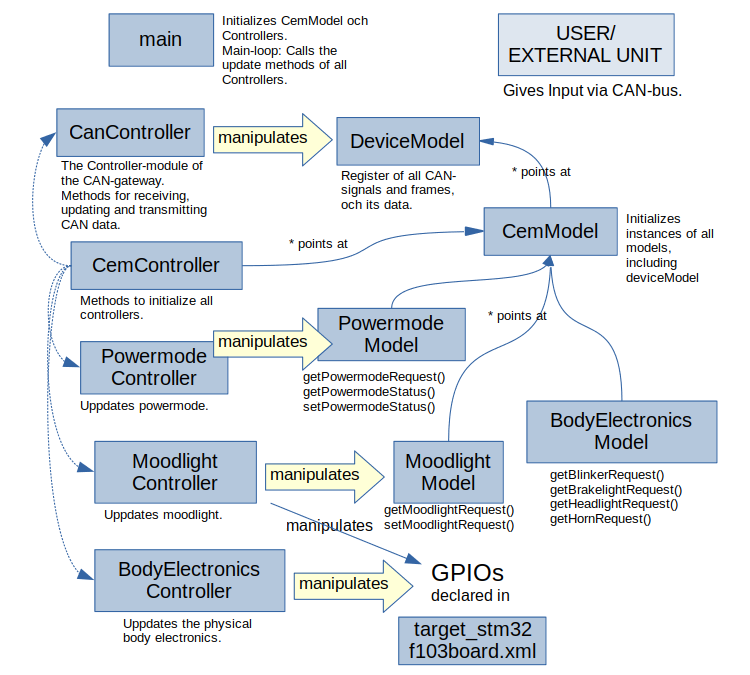 main
Initializes CemModel och
Controllers.
Main-loop: Calls the
update methods of all
Controllers.
USER/
EXTERNAL UNIT
Gives Input via CAN-bus.
CanController
manipulates
DeviceModel
The Controller-module of
the CAN-gateway.
Methods for receiving,
updating and transmitting
CAN data.
Register of all CAN-
signals and frames,
och its data.
* points at
CemModel
Initializes
instances of all
models,
including
deviceModel
CemController
* points at
Methods to initialize all
controllers.
Powermode
Controller
manipulates
Powermode
Model
* points at
Uppdates powermode.
getPowermodeRequest()
getPowermodeStatus()
setPowermodeStatus()
BodyElectronics
Model
getBlinkerRequest()
getBrakelightRequest()
getHeadlightRequest()
getHornRequest()
Moodlight
Controller
manipulates
Moodlight
Model
Uppdates moodlight.
getMoodlightRequest()
setMoodlightRequest()
manipulates
BodyElectronics
Controller
manipulates
GPIOs
declared in
Uppdates the physical
body electronics.
target_stm32
f103board.xml